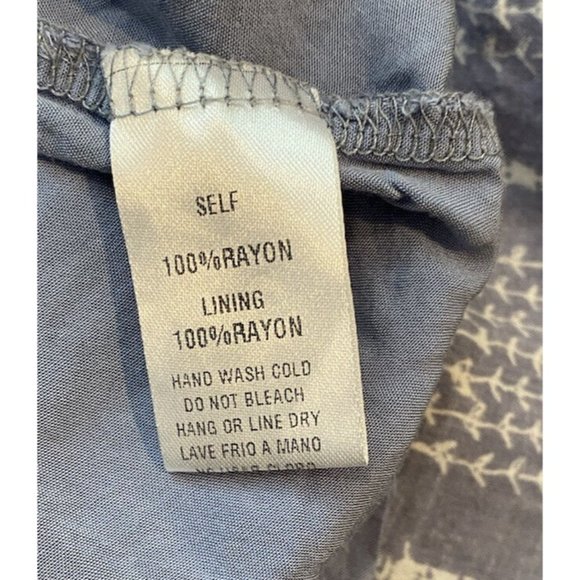 SELF
100%RAYON
LINING
100%RAYON
HAND WASH COLD
DO NOT BLEACH
HANG OR LINE DRY
LAVE FRIO A MANO